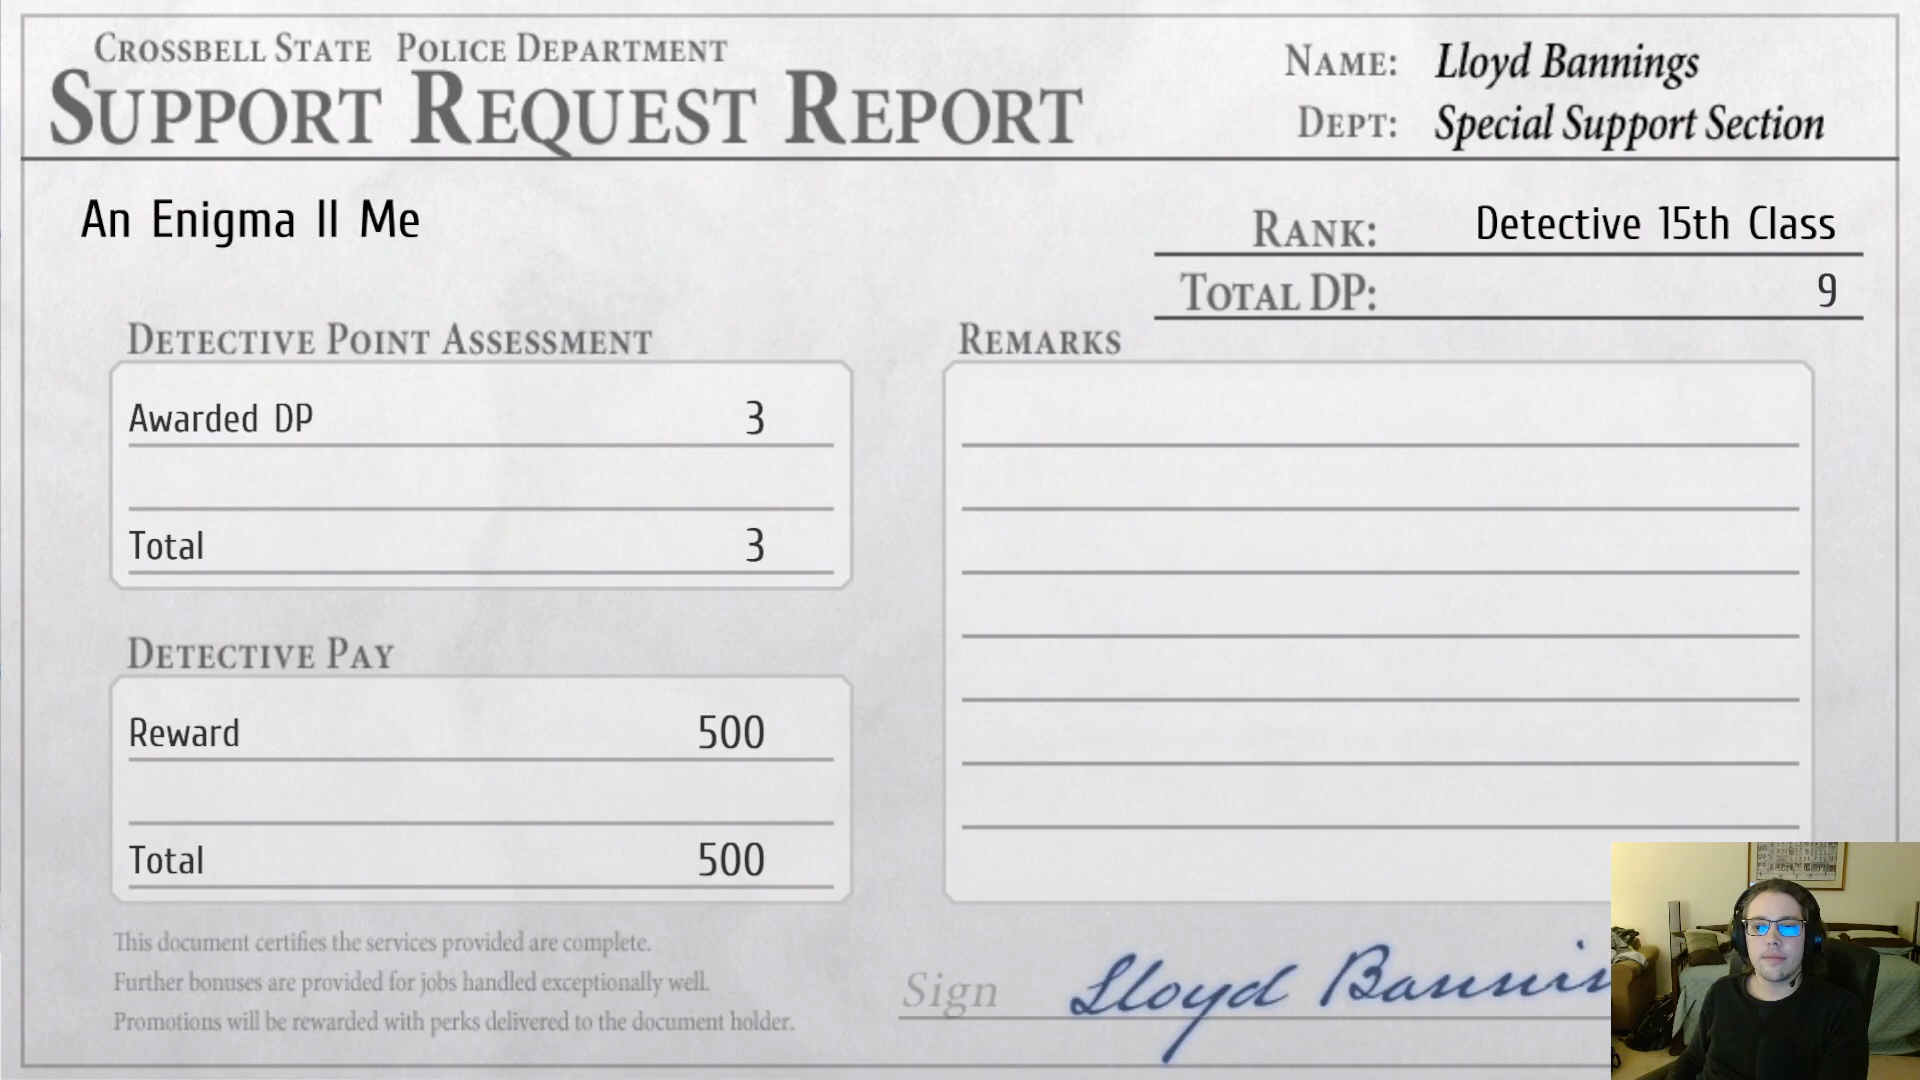 CROSSBELL STATE POLICE DEPARTMENT
SUPPORT REQUEST REPORT
NAME: Lloyd Bannings
DEPT: Special Support Section
An Enigma II Me
RANK: Detective 15th Class
TOTAL DP: 9
DETECTIVE POINT ASSESSMENT
Awarded DP 3
Total 3
DETECTIVE PAY
Reward 500
Total 500
REMARKS
This document certifies the services provided are complete.
Further bonuses are provided for jobs handled exceptionally well.
Promotions will be rewarded with perks delivered to the document holder.
Sign Lloyd Bannin